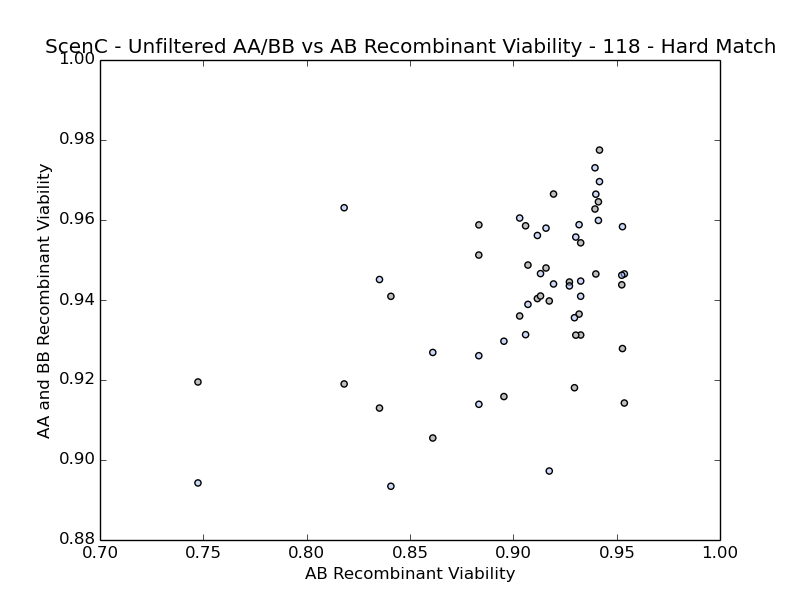 ScenC - Unfiltered AA/BB vs AB Recombinant Viability - 118 - Hard Match
1.00
0.98
0.96
0.94
0.92
0.90
0.88
AA and BB Recombinant Viability
0.70 0.75 0.80 0.85 0.90 0.95 1.00
AB Recombinant Viability